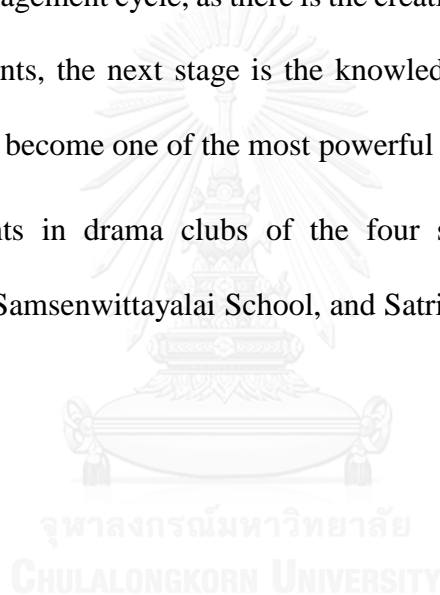 agement cycle, as there is the creati
nts, the next stage is the knowled
become one of the most powerful
nts in drama clubs of the four s
Samsenwittayalai School, and Satri
จุฬาลงกรณ์มหาวิทยาลัย
CHULALONGKORN UNIVERSITY